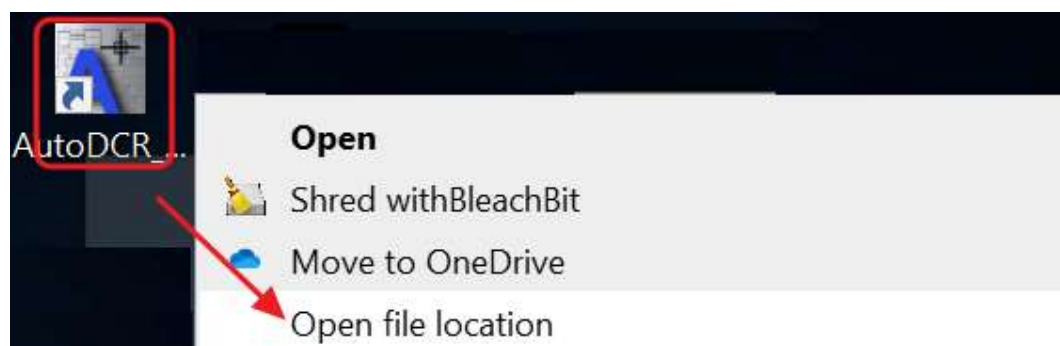 AutoDCR_...
Open
Shred withBleachBit
Move to OneDrive
Open file location